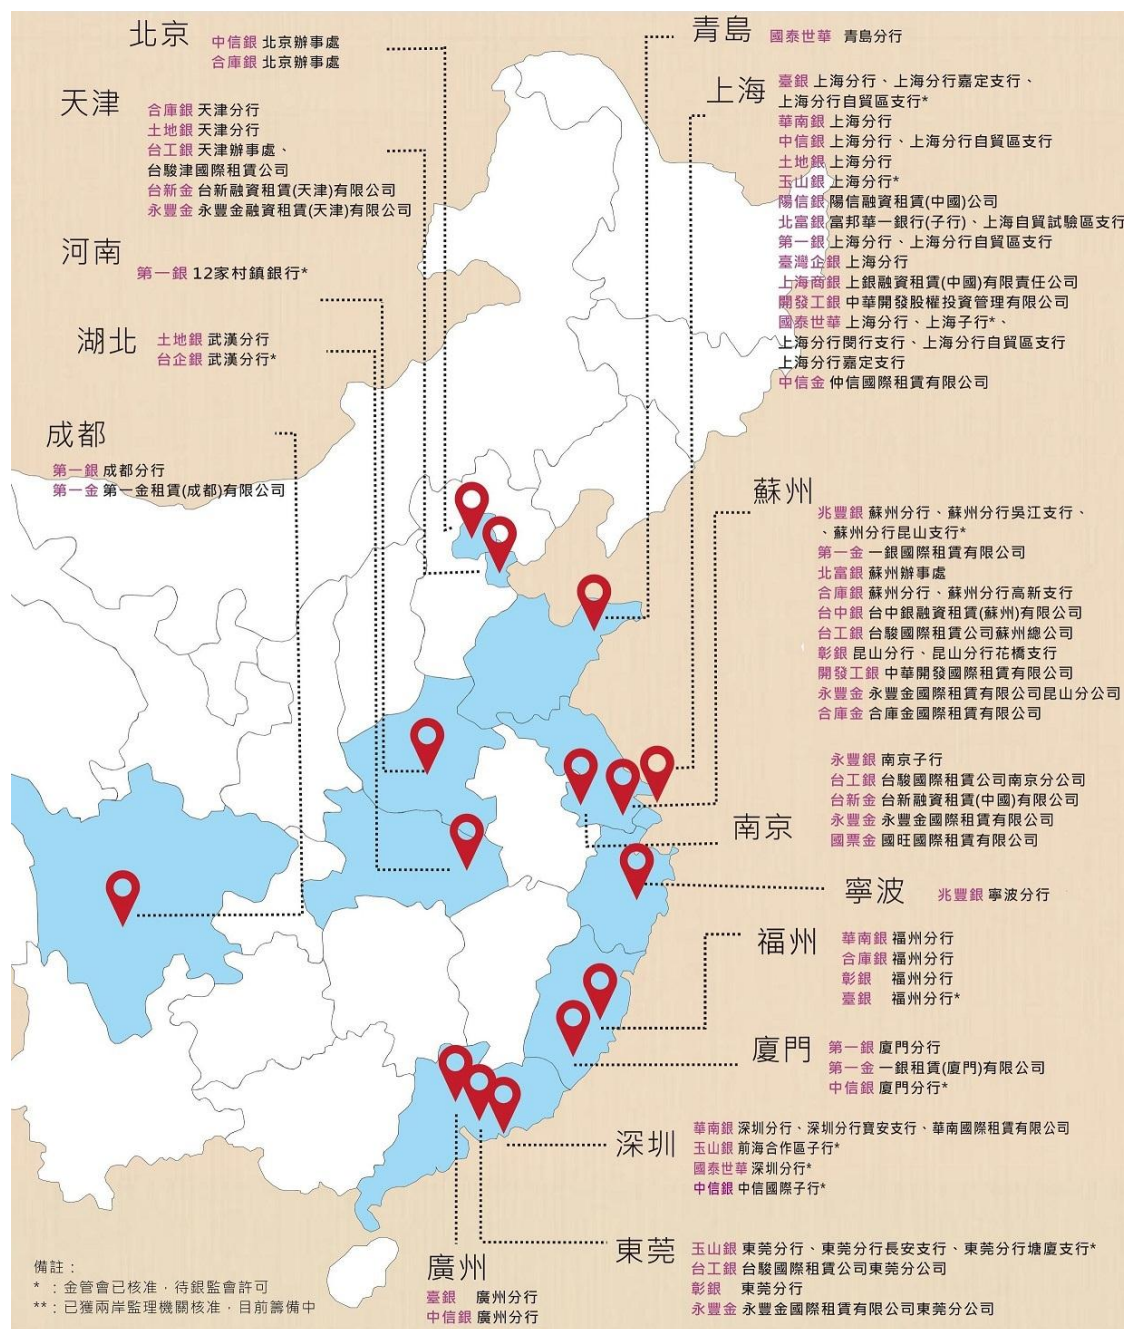 北京
中信銀 北京辦事處
合庫銀 北京辦事處
天津
合庫銀 天津分行
土地銀 天津分行
台工銀 天津辦事處、
台駿津國際租賃公司
台新金 台新融資租賃(天津)有限公司
永豐金 永豐金融資租賃(天津)有限公司
河南
第一銀 12家村鎮銀行*
湖北
土地銀 武漢分行
台企銀 武漢分行*
成都
第一銀 成都分行
第一金 第一金租賃(成都)有限公司
青島
國泰世華 青島分行
上海
臺銀 上海分行、上海分行嘉定支行、
上海分行自貿區支行*
華南銀 上海分行
中信銀 上海分行、上海分行自貿區支行
土地銀 上海分行
玉山銀 上海分行*
陽信銀 陽信融資租賃(中國)公司
北富銀 富邦華一銀行(子行)、上海自貿試驗區支行
第一銀 上海分行、上海分行自貿區支行
臺灣企銀 上海分行
上海商銀 上銀融資租賃(中國)有限責任公司
開發工銀 中華開發股權投資管理有限公司
國泰世華 上海分行、上海子行*、
上海分行閔行支行、上海分行自貿區支行
上海分行嘉定支行
中信金 仲信國際租賃有限公司
蘇州
兆豐銀 蘇州分行、蘇州分行吳江支行、
、蘇州分行昆山支行*
第一金 一銀國際租賃有限公司
北富銀 蘇州辦事處
合庫銀 蘇州分行、蘇州分行高新支行
台中銀 台中銀融資租賃(蘇州)有限公司
台工銀 台駿國際租賃公司蘇州總公司
彰銀 昆山分行、昆山分行花橋支行
開發工銀 中華開發國際租賃有限公司
永豐金 永豐金國際租賃有限公司昆山分公司
合庫金 合庫金國際租賃有限公司
南京
永豐銀 南京子行
台工銀 台駿國際租賃公司南京分公司
台新金 台新融資租賃(中國)有限公司
永豐金 永豐金國際租賃有限公司
國票金 國旺國際租賃有限公司
寧波
兆豐銀 寧波分行
福州
華南銀 福州分行
合庫銀 福州分行
彰銀 福州分行
臺銀 福州分行*
廈門
第一銀 廈門分行
第一金 一銀租賃(廈門)有限公司
中信銀 廈門分行*
深圳
華南銀 深圳分行、深圳分行寶安支行、華南國際租賃有限公司
玉山銀 前海合作區子行*
國泰世華 深圳分行*
中信銀 中信國際子行*
東莞
玉山銀 東莞分行、東莞分行長安支行、東莞分行塘廈支行*
台工銀 台駿國際租賃公司東莞分公司
彰銀 東莞分行
永豐金 永豐金國際租賃有限公司東莞分公司
廣州
臺銀 廣州分行
中信銀 廣州分行
備註：
*：金管會已核准，待銀監會許可
**：已獲兩岸監理機關核准，目前籌備中